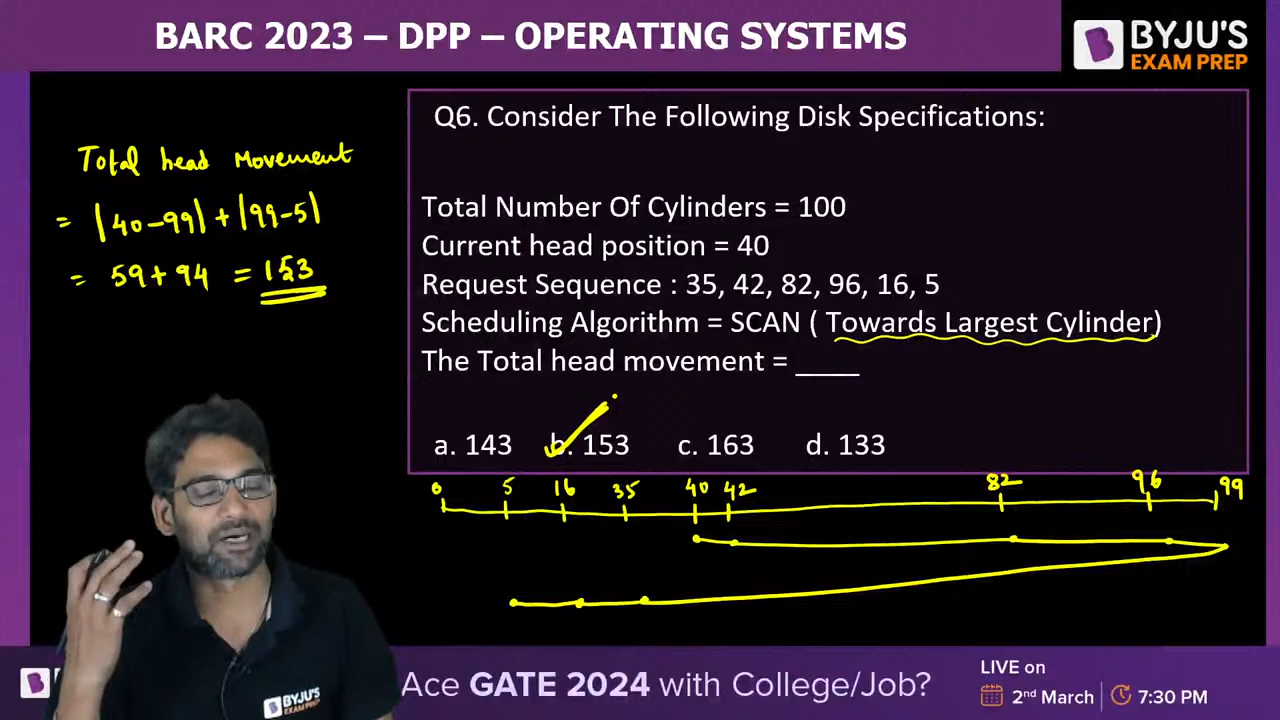 BARC 2023 – DPP – OPERATING SYSTEMS
BYJU'S
EXAM PREP
Total head Movement
= |40-99| + |99-5|
= 59 + 94 = 153
Q6. Consider The Following Disk Specifications:
Total Number Of Cylinders = 100
Current head position = 40
Request Sequence : 35, 42, 82, 96, 16, 5
Scheduling Algorithm = SCAN ( Towards Largest Cylinder)
The Total head movement = ____
a. 143 b. 153 c. 163 d. 133
0 5 16 35 40 42 82 96 99
BYJU'S
EXAM PREP
Ace GATE 2024 with College/Job?
LIVE on
2nd March | 7:30 PM